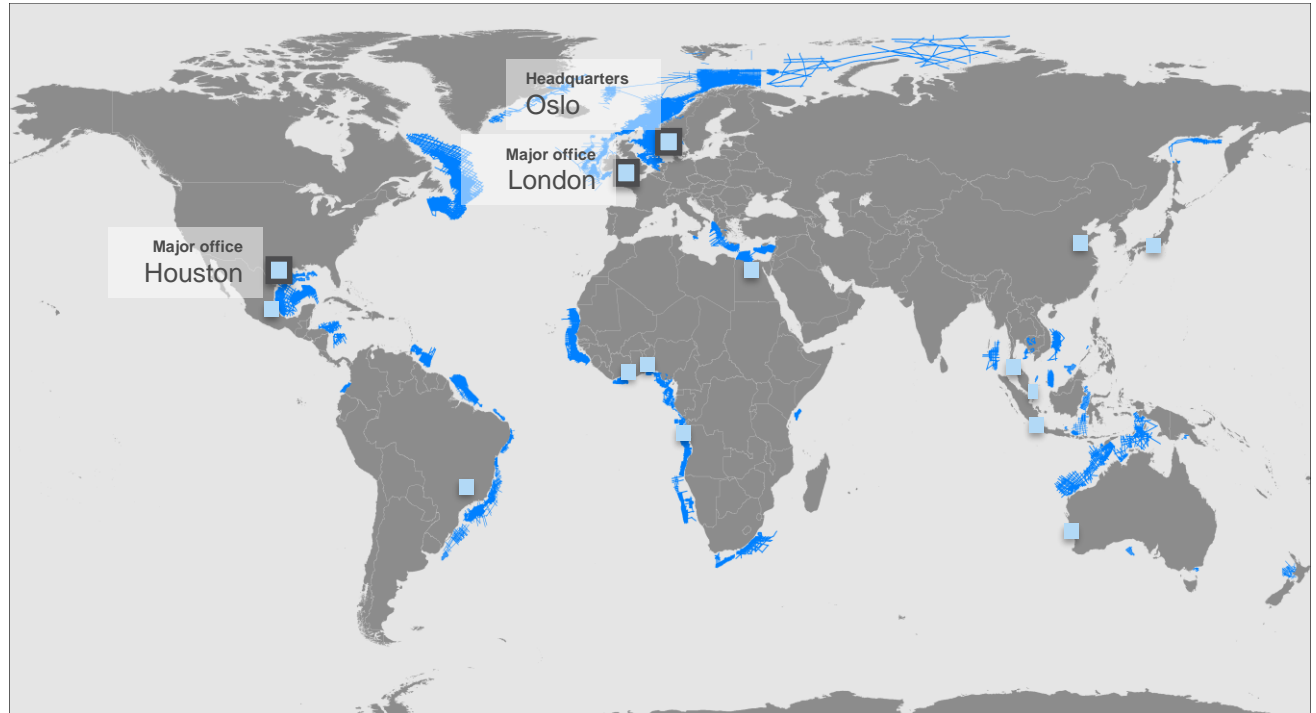 Headquarters
Oslo
Major office
London
Major office
Houston